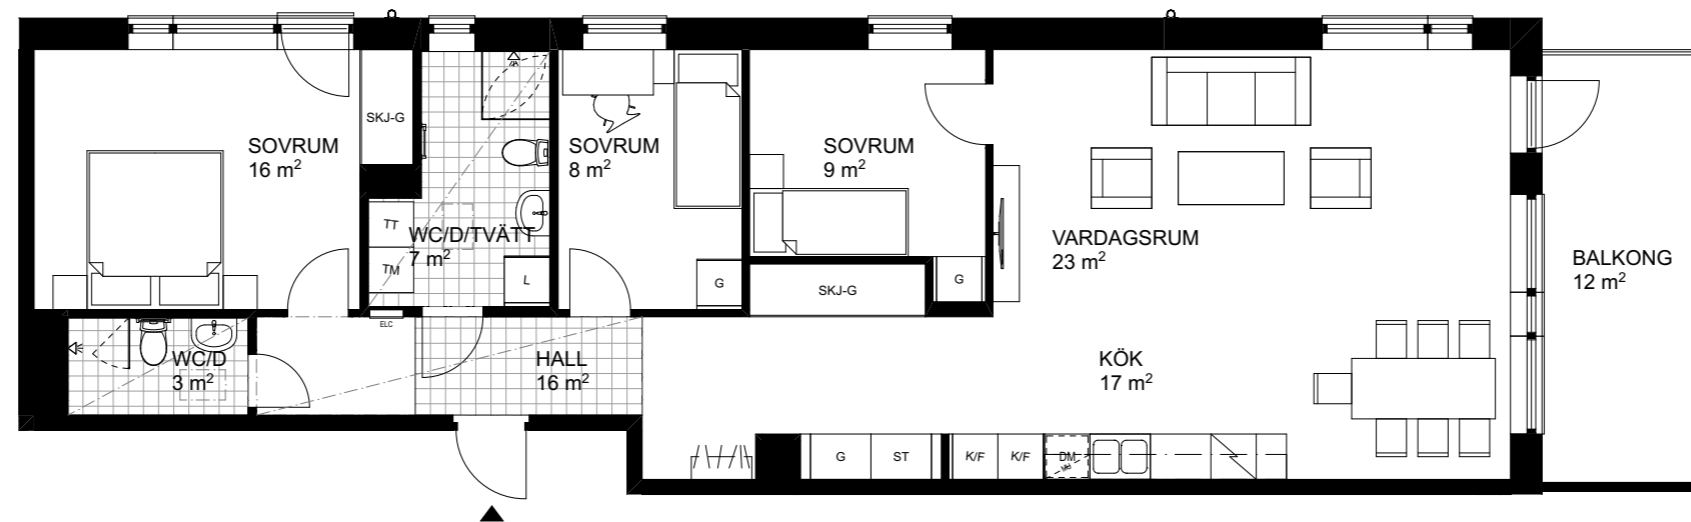 SKJ-G
SOVRUM
16 m²
SOVRUM
8 m²
SOVRUM
9 m²
TT
WC/D/TVÄTT
7 m²
TM
L
G
SKJ-G
G
VARDAGSRUM
23 m²
BALKONG
12 m²
ELC
WC/D
3 m²
HALL
16 m²
KÖK
17 m²
G
ST
K/F
K/F
DM